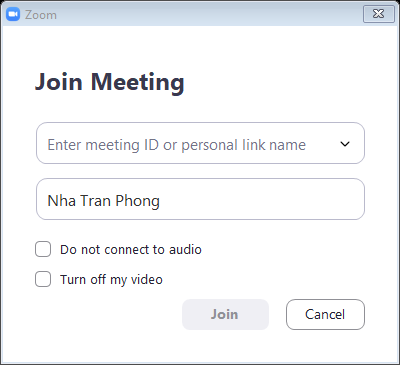 Zoom
Join Meeting
Enter meeting ID or personal link name
Nha Tran Phong
Do not connect to audio
Turn off my video
Join Cancel